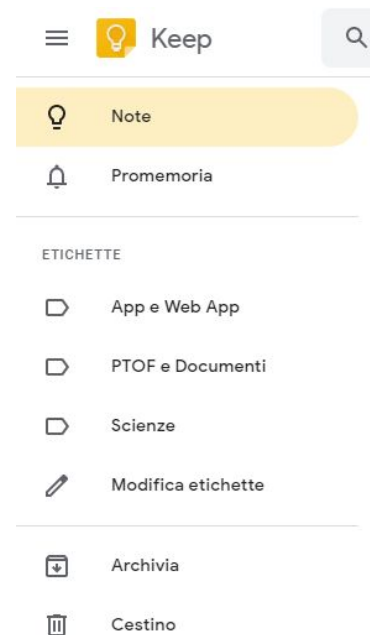 Keep
Note
Promemoria
ETICHETTE
App e Web App
PTOF e Documenti
Scienze
Modifica etichette
Archivia
Cestino